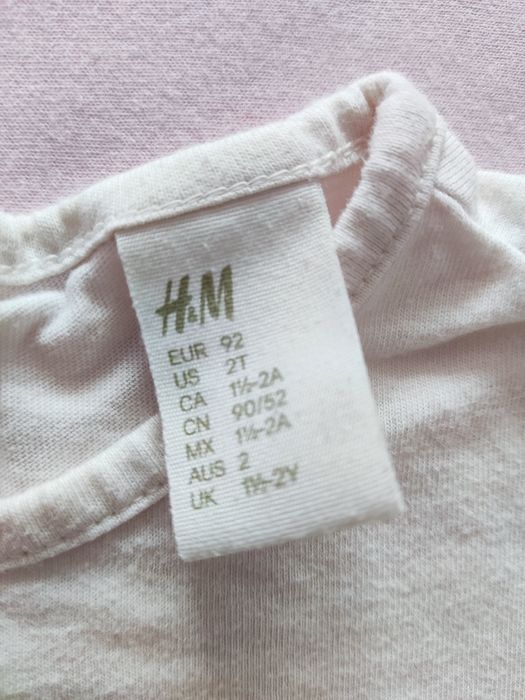 H&M
EUR 92
US 2T
CA 1½-2A
CN 90/52
MX 1½-2A
AUS 2
UK 1½-2Y